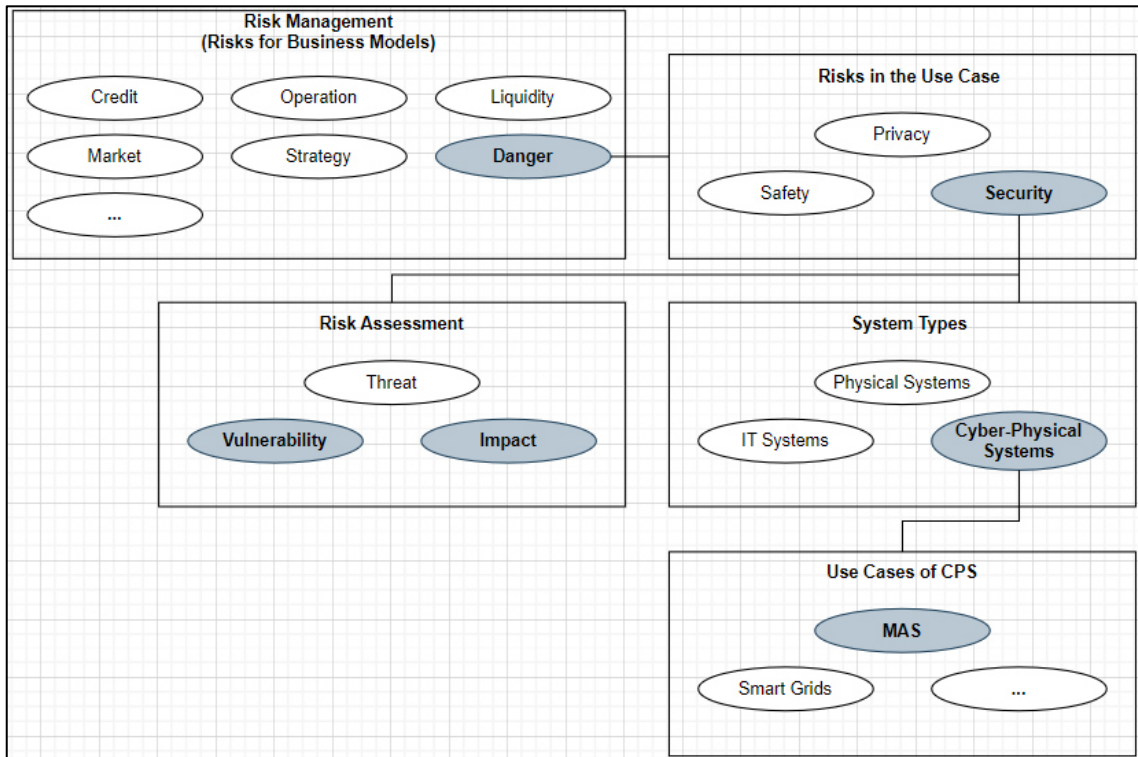 Risk Management
(Risks for Business Models)
Credit
Operation
Liquidity
Market
Strategy
Danger
...
Risks in the Use Case
Privacy
Safety
Security
Risk Assessment
Threat
Vulnerability
Impact
System Types
Physical Systems
IT Systems
Cyber-Physical
Systems
Use Cases of CPS
MAS
Smart Grids
...